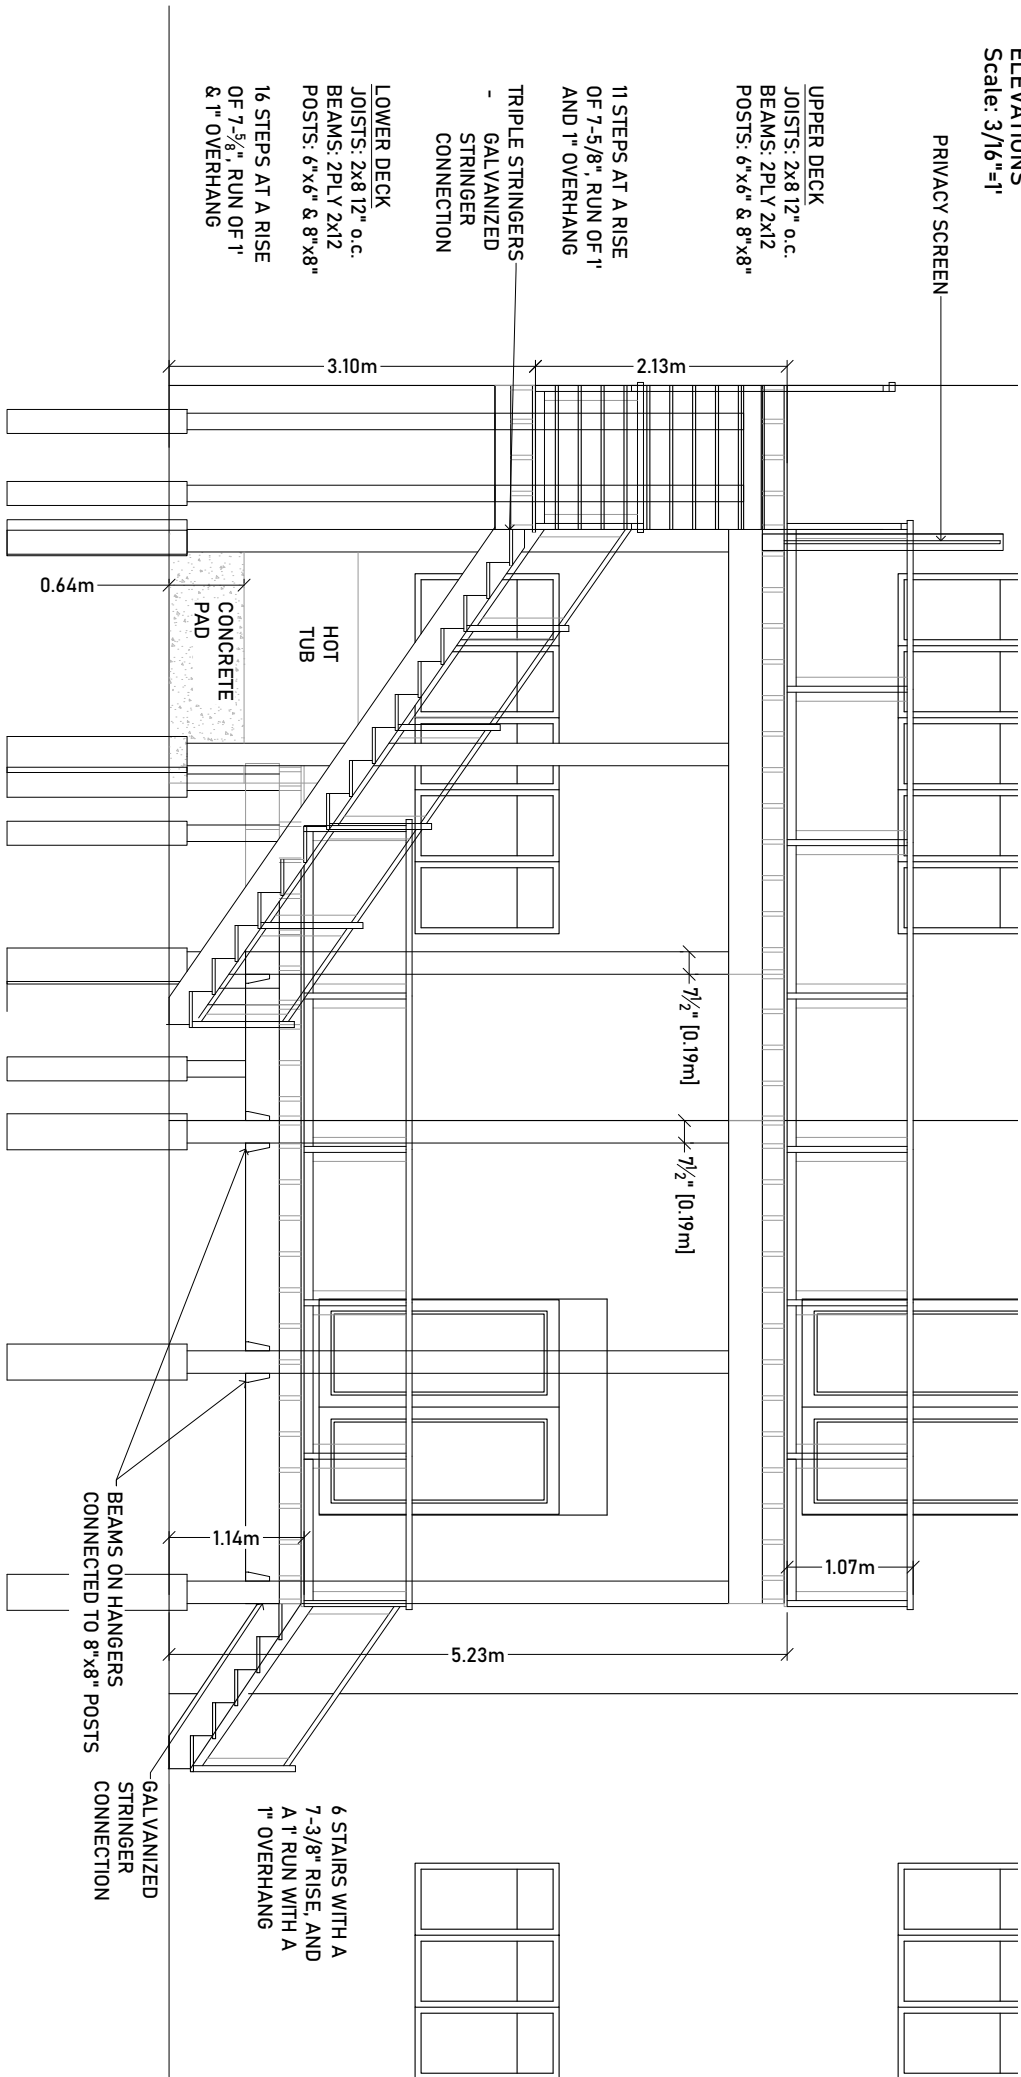 ELEVATIONS
Scale: 3/16"=1'
PRIVACY SCREEN
UPPER DECK
JOISTS: 2x8 12" o.c.
BEAMS: 2PLY 2x12
POSTS: 6"x6" & 8"x8"
11 STEPS AT A RISE
OF 7-5/8", RUN OF 1'
AND 1" OVERHANG
TRIPLE STRINGERS
- GALVANIZED
STRINGER
CONNECTION
LOWER DECK
JOISTS: 2x8 12" o.c.
BEAMS: 2PLY 2x12
POSTS: 6"x6" & 8"x8"
16 STEPS AT A RISE
OF 7-5/8", RUN OF 1'
& 1" OVERHANG
2.13m
3.10m
0.64m
HOT
TUB
CONCRETE
PAD
7½" [0.19m]
7½" [0.19m]
1.07m
1.14m
5.23m
BEAMS ON HANGERS
CONNECTED TO 8"x8" POSTS
GALVANIZED
STRINGER
CONNECTION
6 STAIRS WITH A
7-3/8" RISE, AND
A 1' RUN WITH A
1" OVERHANG